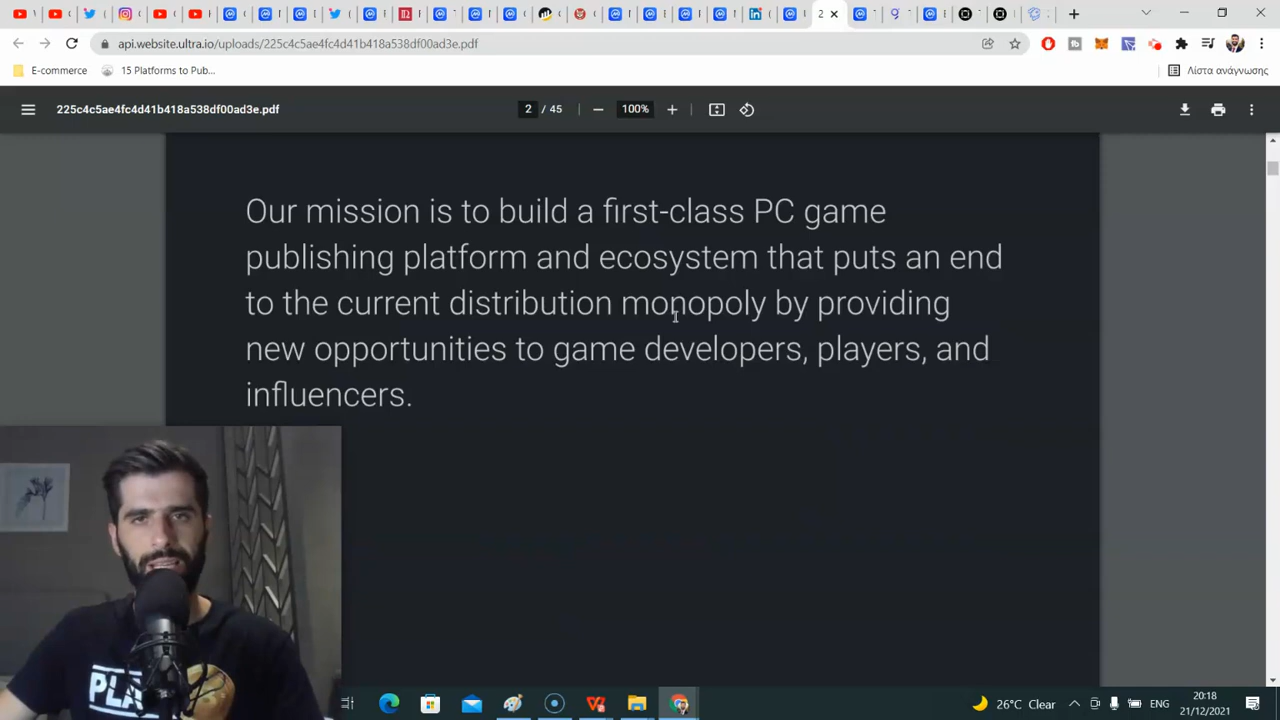 2
api.website.ultra.io/uploads/225c4c5ae4fc4d41b418a538df00ad3e.pdf
E-commerce
15 Platforms to Pub...
Λίστα ανάγνωσης
225c4c5ae4fc4d41b418a538df00ad3e.pdf
2 / 45
100%
Our mission is to build a first-class PC game
publishing platform and ecosystem that puts an end
to the current distribution monopoly by providing
new opportunities to game developers, players, and
influencers.
PLA
26°C Clear
ENG
20:18
21/12/2021